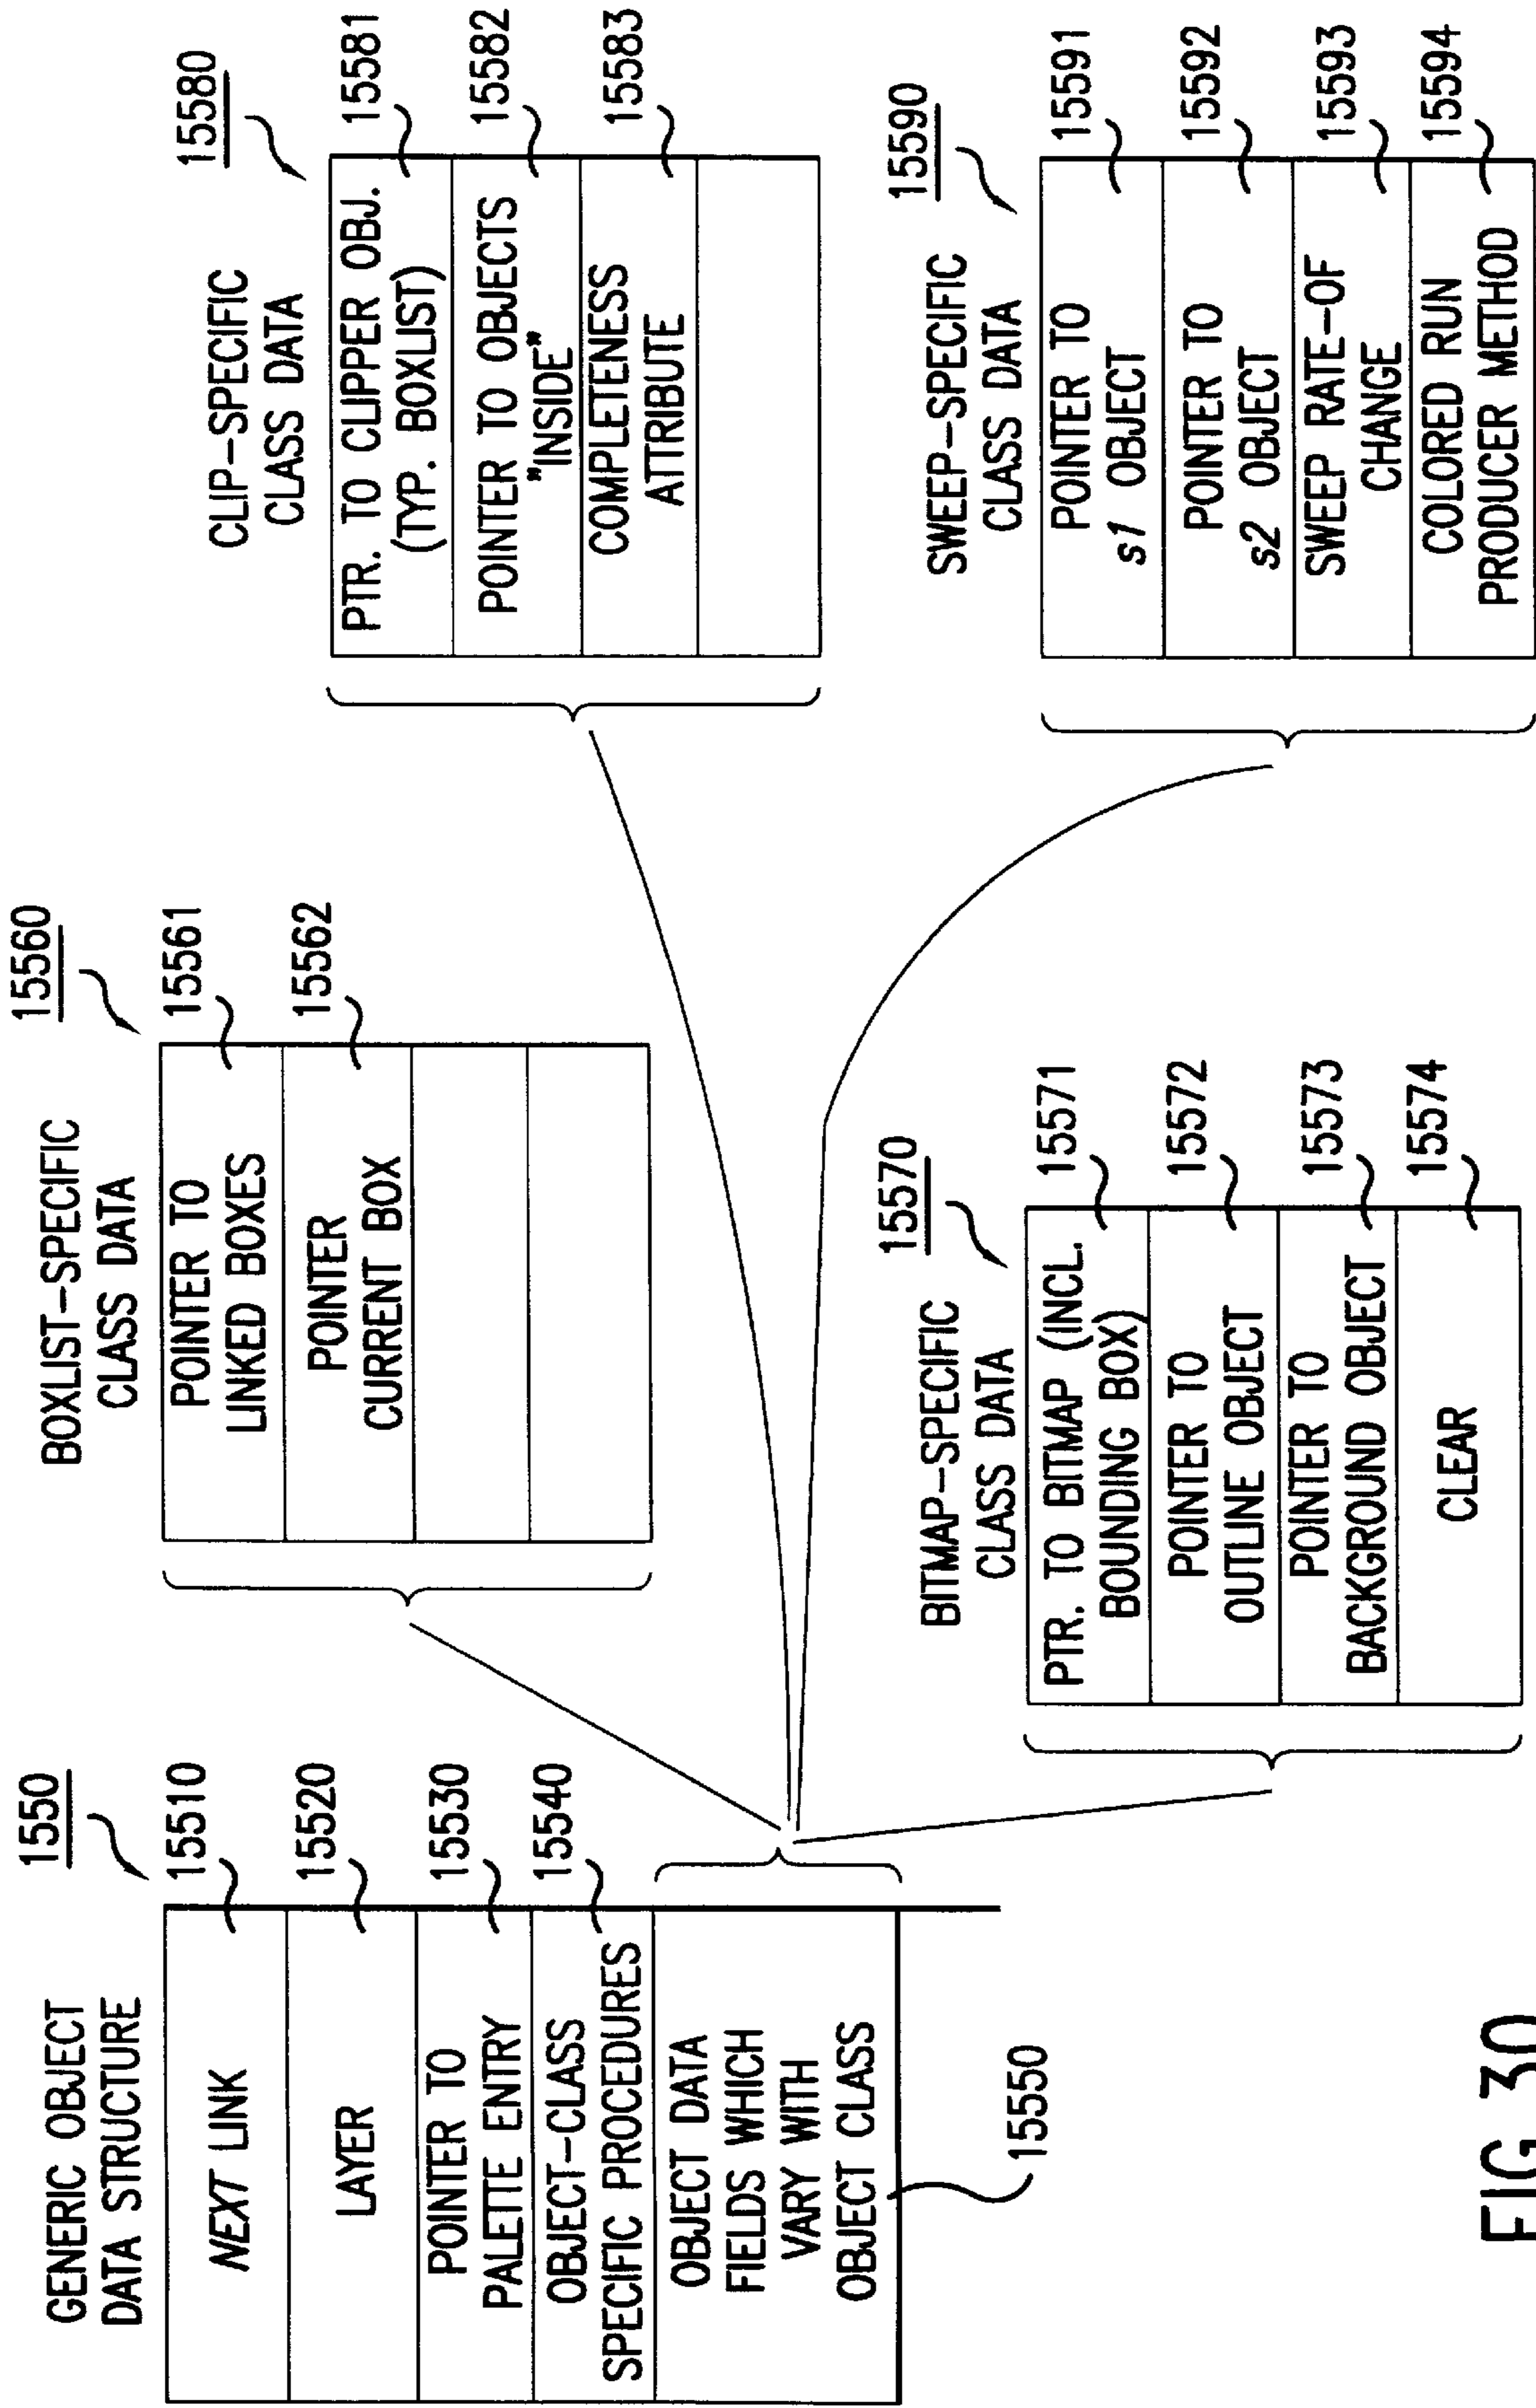 GENERIC OBJECT
DATA STRUCTURE
1550
NEXT LINK
15510
LAYER
15520
POINTER TO
PALETTE ENTRY
15530
OBJECT-CLASS
SPECIFIC PROCEDURES
15540
OBJECT DATA
FIELDS WHICH
VARY WITH
OBJECT CLASS
15550
BOXLIST-SPECIFIC
CLASS DATA
15560
POINTER TO
LINKED BOXES
15561
POINTER
CURRENT BOX
15562
BITMAP-SPECIFIC
CLASS DATA
15570
PTR. TO BITMAP (INCL.
BOUNDING BOX)
15571
POINTER TO
OUTLINE OBJECT
15572
POINTER TO
BACKGROUND OBJECT
15573
CLEAR
15574
CLIP-SPECIFIC
CLASS DATA
15580
PTR. TO CLIPPER OBJ.
(TYP. BOXLIST)
15581
POINTER TO OBJECTS
"INSIDE"
15582
COMPLETENESS
ATTRIBUTE
15583
SWEEP-SPECIFIC
CLASS DATA
15590
POINTER TO
s1 OBJECT
15591
POINTER TO
s2 OBJECT
15592
SWEEP RATE-OF
CHANGE
15593
COLORED RUN
PRODUCER METHOD
15594
FIG.30